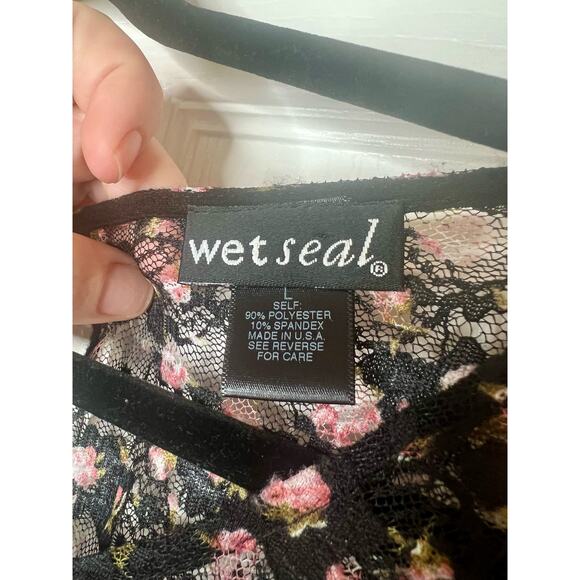 wet seal®
L
SELF:
90% POLYESTER
10% SPANDEX
MADE IN U.S.A.
SEE REVERSE
FOR CARE